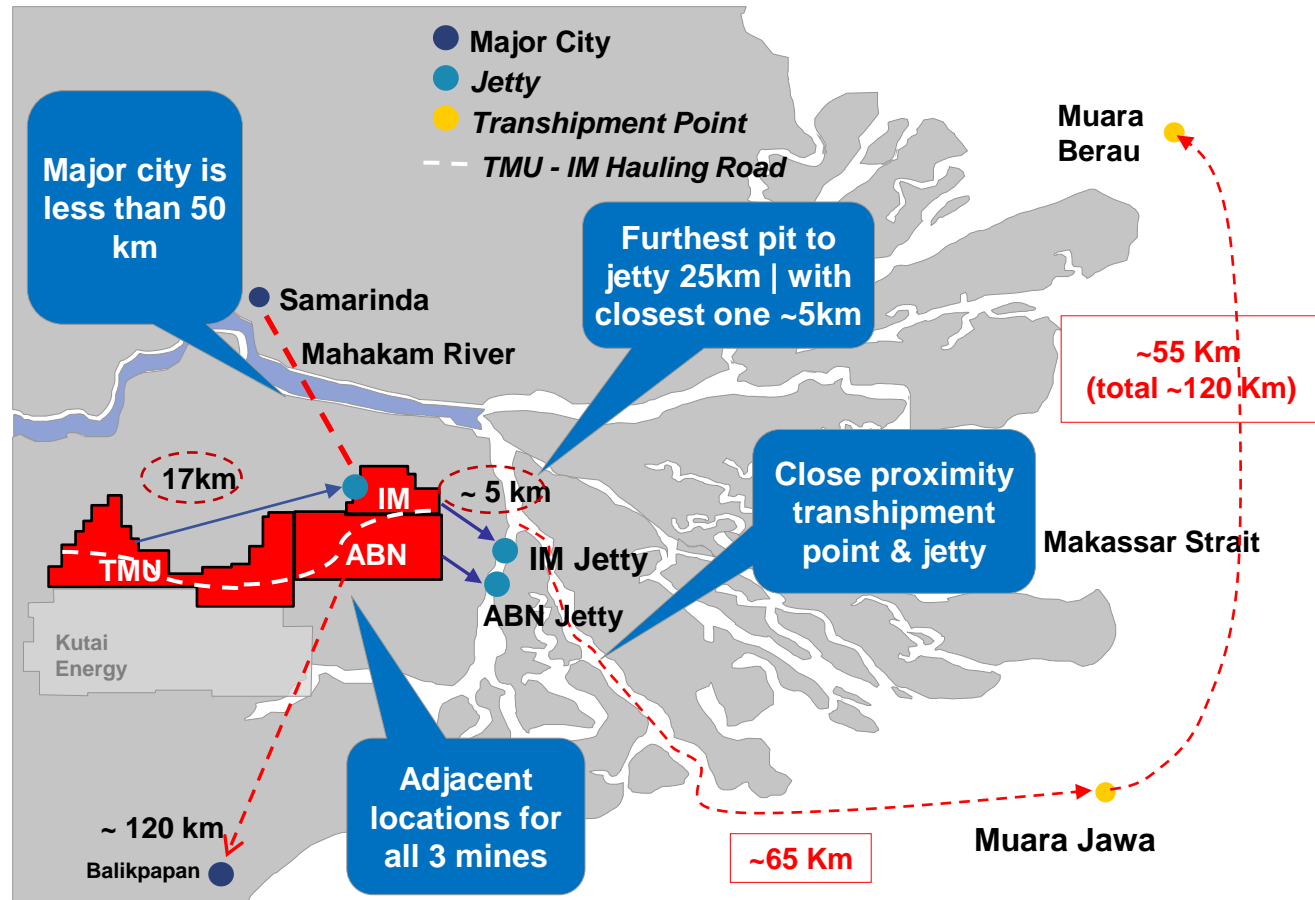 Major City
Jetty
Transhipment Point
TMU - IM Hauling Road
Muara
Berau
Major city is
less than 50
km
Furthest pit to
jetty 25km | with
closest one ~5km
Samarinda
Mahakam River
~55 Km
(total ~120 Km)
17km
IM
~ 5 km
Close proximity
transhipment
point & jetty
Makassar Strait
TMU
ABN
IM Jetty
ABN Jetty
Kutai
Energy
Adjacent
locations for
all 3 mines
~ 120 km
Balikpapan
~65 Km
Muara Jawa